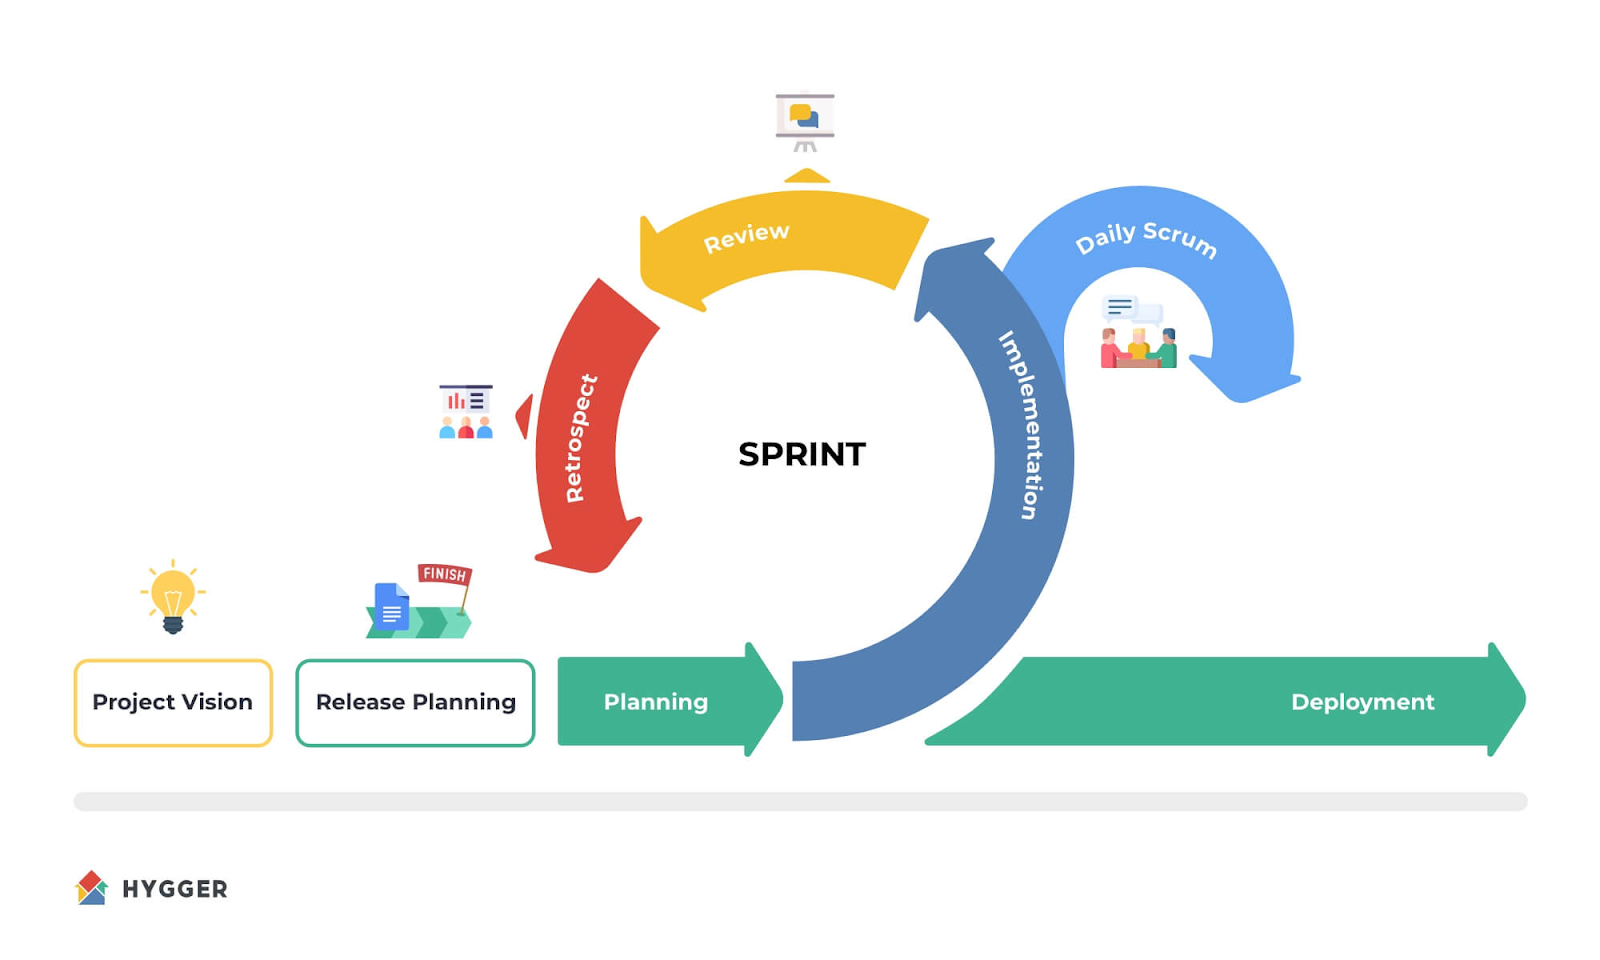 Review
Daily Scrum
Implementation
Retrospect
SPRINT
FINISH
Project Vision
Release Planning
Planning
Deployment
HYGGER